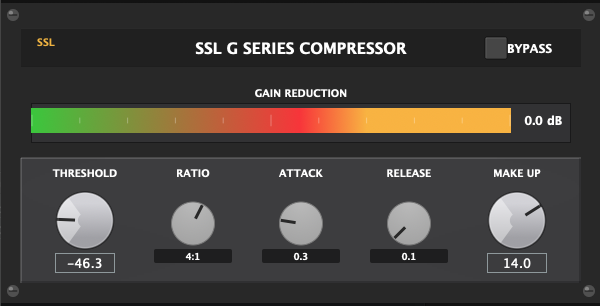 SSL
SSL G SERIES COMPRESSOR
BYPASS
GAIN REDUCTION
0.0 dB
THRESHOLD
RATIO
ATTACK
RELEASE
MAKE UP
-46.3
4:1
0.3
0.1
14.0